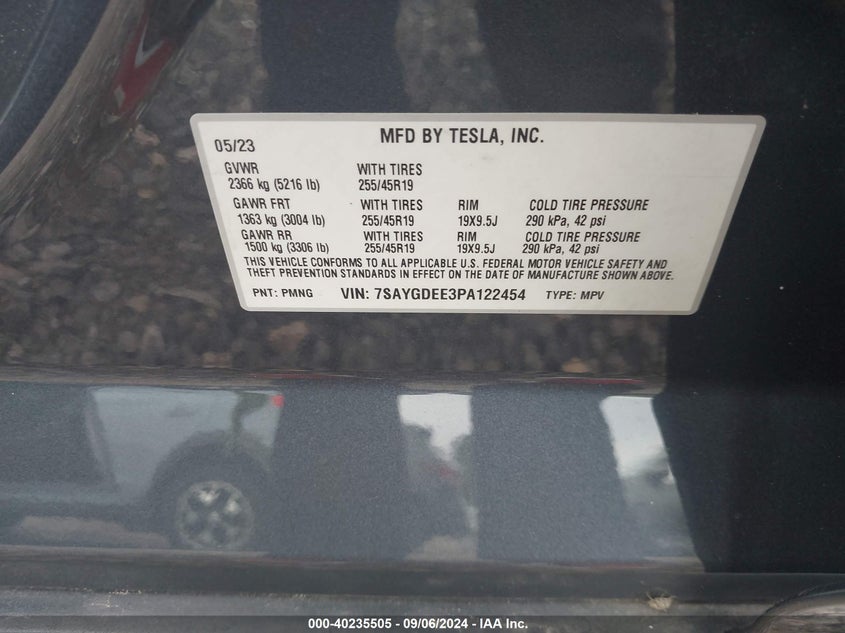 05/23 MFD BY TESLA, INC.
GVWR WITH TIRES
2366 kg (5216 lb) 255/45R19
GAWR FRT WITH TIRES RIM COLD TIRE PRESSURE
1363 kg (3004 lb) 255/45R19 19X9.5J 290 kPa, 42 psi
GAWR RR WITH TIRES RIM COLD TIRE PRESSURE
1500 kg (3306 lb) 255/45R19 19X9.5J 290 kPa, 42 psi
THIS VEHICLE CONFORMS TO ALL APPLICABLE U.S. FEDERAL MOTOR VEHICLE SAFETY AND
THEFT PREVENTION STANDARDS IN EFFECT ON THE DATE OF MANUFACTURE SHOWN ABOVE.
PNT: PMNG VIN: 7SAYGDEE3PA122454 TYPE: MPV
000-40235505 - 09/06/2024 - IAA Inc.